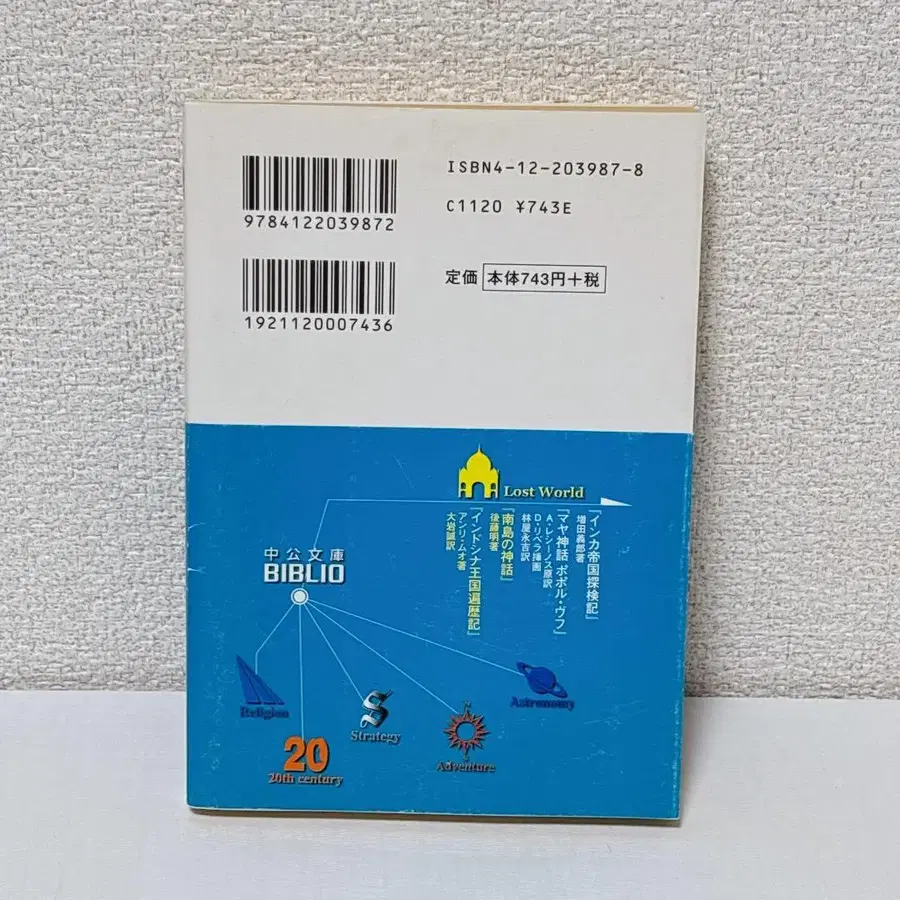 ISBN4-12-203987-8
C1120 ¥743E
9784122039872
定価 本体743円+税
1921120007436
Lost World
『インカ帝国探検記』
増田義郎著
『マヤ神話 ポポル・ヴフ』
A・レシーノス原訳
D・リベラ挿画
林屋永吉訳
『南島の神話』
後藤明著
『インドシナ王国遍歴記』
アンリ・ムオ著
大岩誠訳
中公文庫
BIBLIO
Religion
20
20th century
S
Strategy
N
Adventure
Astronomy